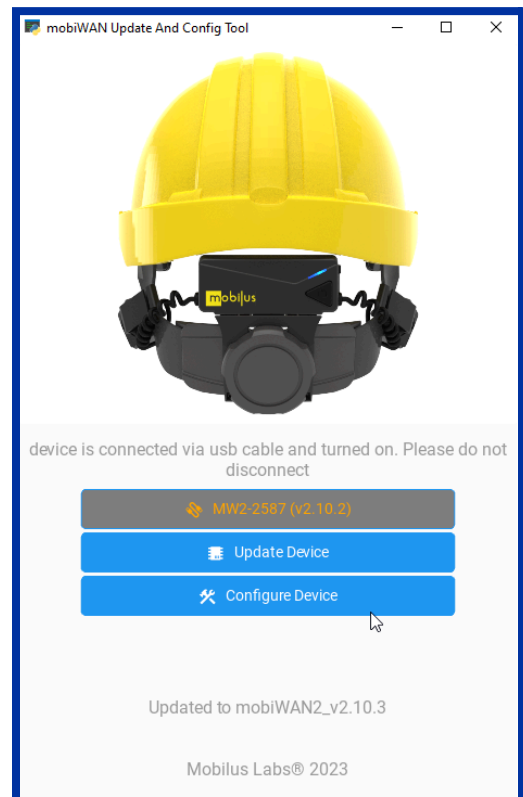 mobiWAN Update And Config Tool
mobilus
device is connected via usb cable and turned on. Please do not
disconnect
MW2-2587 (v2.10.2)
Update Device
Configure Device
Updated to mobiWAN2_v2.10.3
Mobilus Labs® 2023